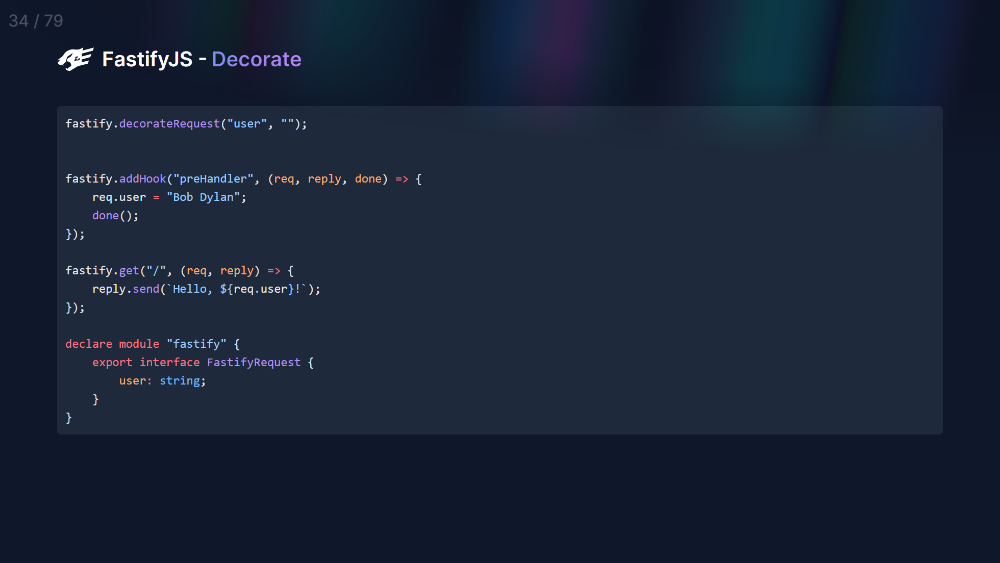 34 / 79
FastifyJS - Decorate
fastify.decorateRequest("user", "");
fastify.addHook("preHandler", (req, reply, done) => {
    req.user = "Bob Dylan";
    done();
});
fastify.get("/", (req, reply) => {
    reply.send(`Hello, ${req.user}!`);
});
declare module "fastify" {
    export interface FastifyRequest {
        user: string;
    }
}